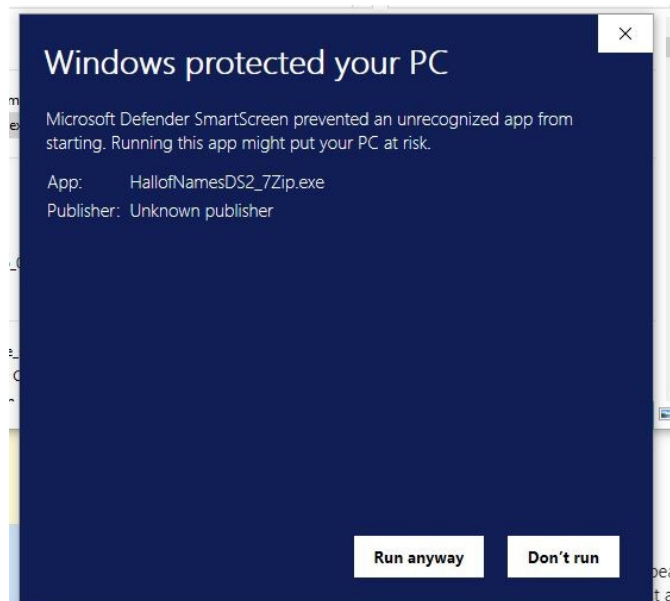 Windows protected your PC
Microsoft Defender SmartScreen prevented an unrecognized app from
starting. Running this app might put your PC at risk.
App: HallofNamesDS2_7Zip.exe
Publisher: Unknown publisher
Run anyway
Don't run